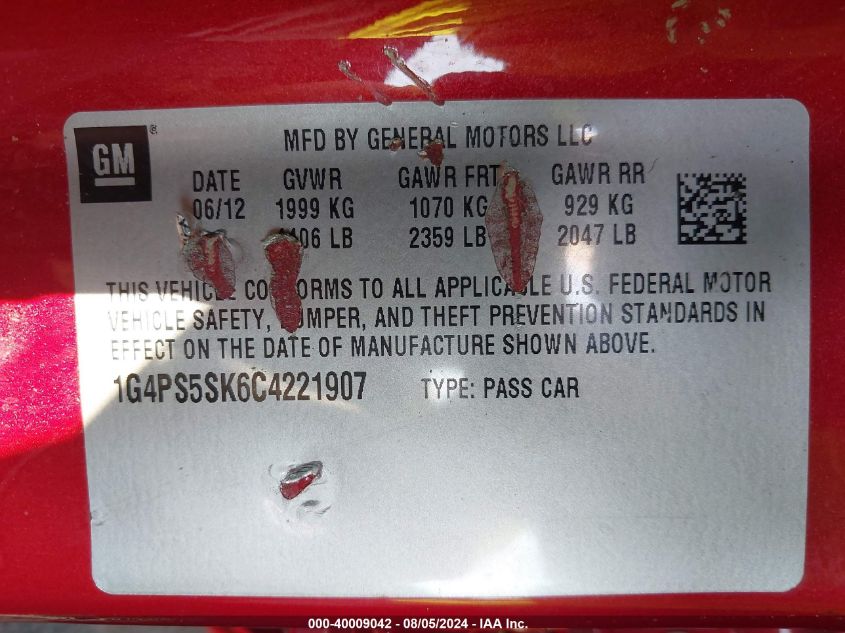 GM
®
MFD BY GENERAL MOTORS LLC
DATE GVWR GAWR FRT GAWR RR
06/12 1999 KG 1070 KG 929 KG
LB 2359 LB 2047 LB
THIS VEHICLE TO ALL APPLICABLE U.S. FEDERAL MOTOR
VEHICLE SAFETY, AND THEFT PREVENTION STANDARDS IN
EFFECT ON THE DATE OF MANUFACTURE SHOWN ABOVE.
1G4PS5SK6C4221907 TYPE: PASS CAR
000-40009042 - 08/05/2024 - IAA Inc.